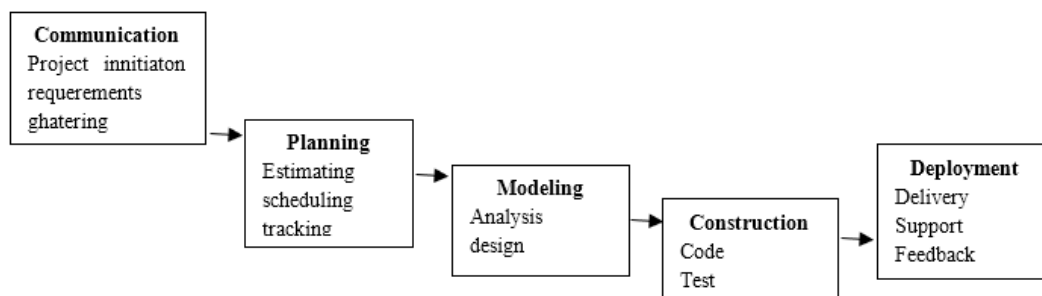 Communication
Project innitiaton
requerements
ghatering
Planning
Estimating
scheduling
tracking
Modeling
Analysis
design
Construction
Code
Test
Deployment
Delivery
Support
Feedback